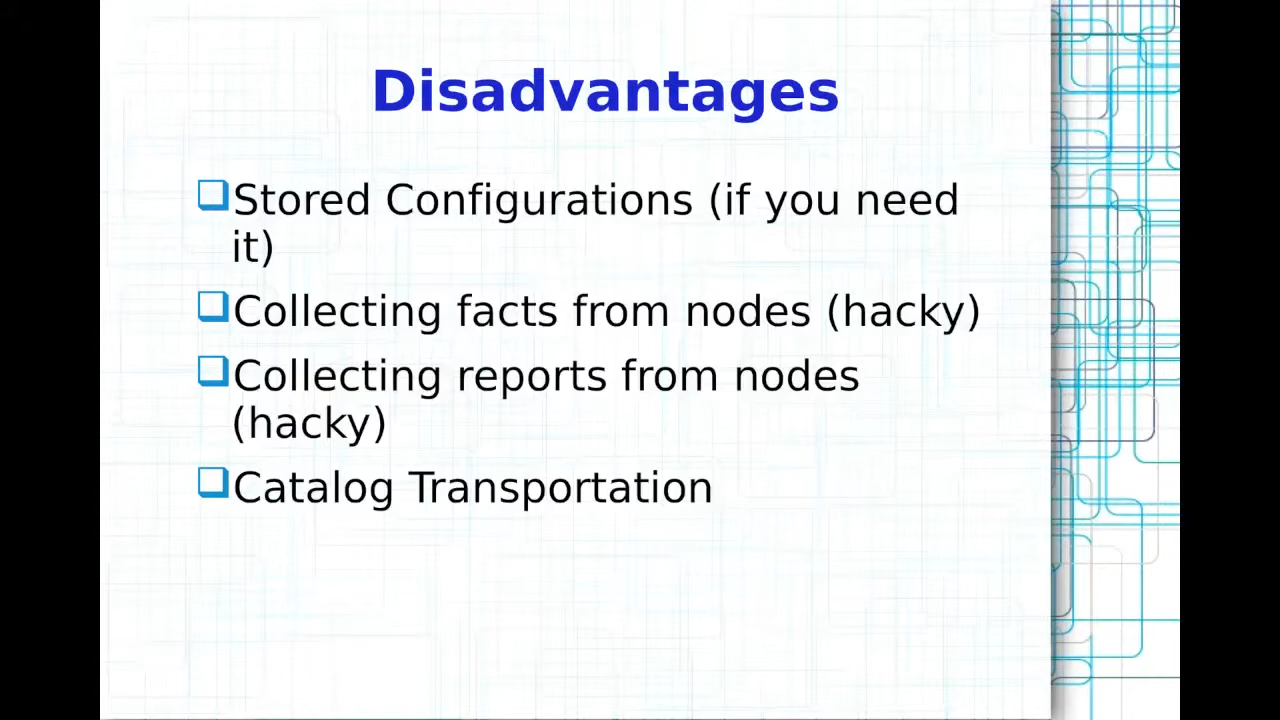 Disadvantages
Stored Configurations (if you need
it)
Collecting facts from nodes (hacky)
Collecting reports from nodes
(hacky)
Catalog Transportation